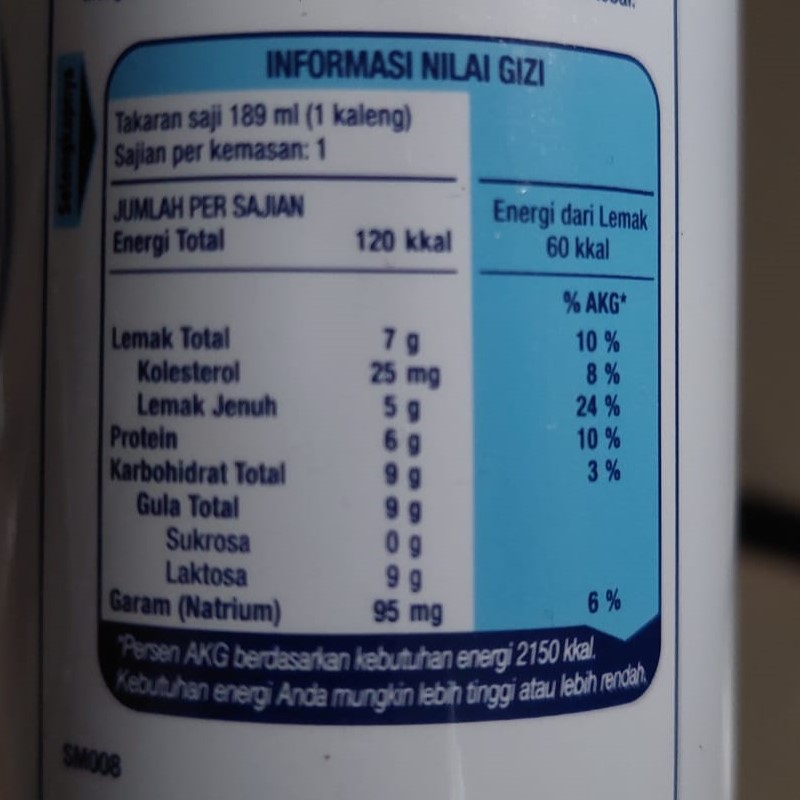 INFORMASI NILAI GIZI
Selengkapnya
Takaran saji 189 ml (1 kaleng)
Sajian per kemasan: 1
JUMLAH PER SAJIAN
Energi Total 120 kkal
Energi dari Lemak
60 kkal
% AKG*
Lemak Total 7 g 10 %
Kolesterol 25 mg 8 %
Lemak Jenuh 5 g 24 %
Protein 6 g 10 %
Karbohidrat Total 9 g 3 %
Gula Total 9 g
Sukrosa 0 g
Laktosa 9 g
Garam (Natrium) 95 mg 6 %
*Persen AKG berdasarkan kebutuhan energi 2150 kkal.
Kebutuhan energi Anda mungkin lebih tinggi atau lebih rendah.
SM008